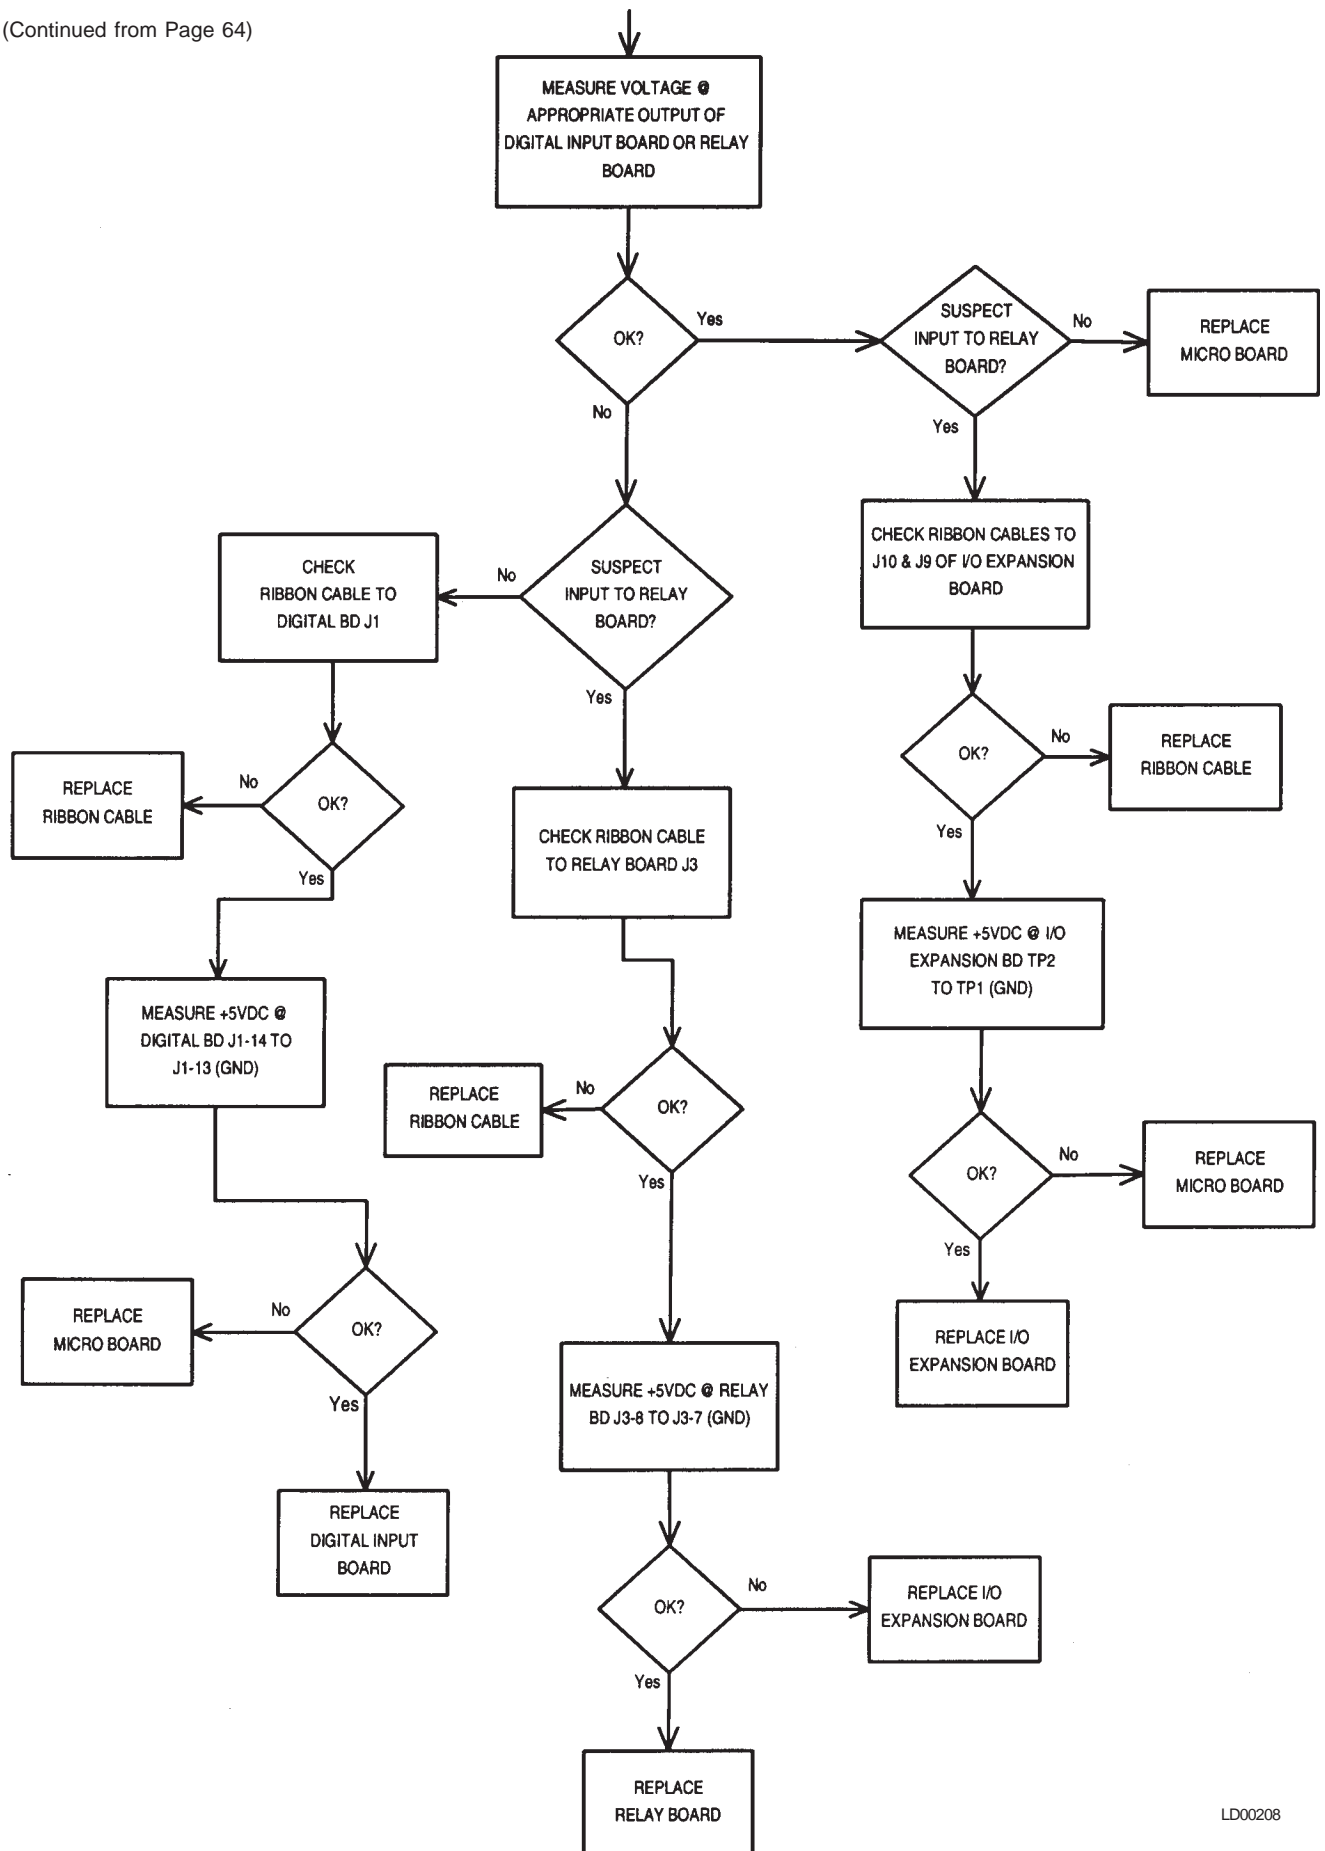 (Continued from Page 64)
MEASURE VOLTAGE @
APPROPRIATE OUTPUT OF
DIGITAL INPUT BOARD OR RELAY
BOARD
OK?
Yes
No
SUSPECT
INPUT TO RELAY
BOARD?
No
Yes
REPLACE
MICRO BOARD
CHECK RIBBON CABLES TO
J10 & J9 OF I/O EXPANSION
BOARD
CHECK
RIBBON CABLE TO
DIGITAL BD J1
No
SUSPECT
INPUT TO RELAY
BOARD?
Yes
OK?
No
Yes
REPLACE
RIBBON CABLE
REPLACE
RIBBON CABLE
No
OK?
Yes
CHECK RIBBON CABLE
TO RELAY BOARD J3
MEASURE +5VDC @ I/O
EXPANSION BD TP2
TO TP1 (GND)
MEASURE +5VDC @
DIGITAL BD J1-14 TO
J1-13 (GND)
REPLACE
RIBBON CABLE
No
OK?
Yes
OK?
No
Yes
REPLACE
MICRO BOARD
REPLACE
MICRO BOARD
No
OK?
Yes
REPLACE I/O
EXPANSION BOARD
MEASURE +5VDC @ RELAY
BD J3-8 TO J3-7 (GND)
REPLACE
DIGITAL INPUT
BOARD
OK?
No
Yes
REPLACE I/O
EXPANSION BOARD
REPLACE
RELAY BOARD
LD00208